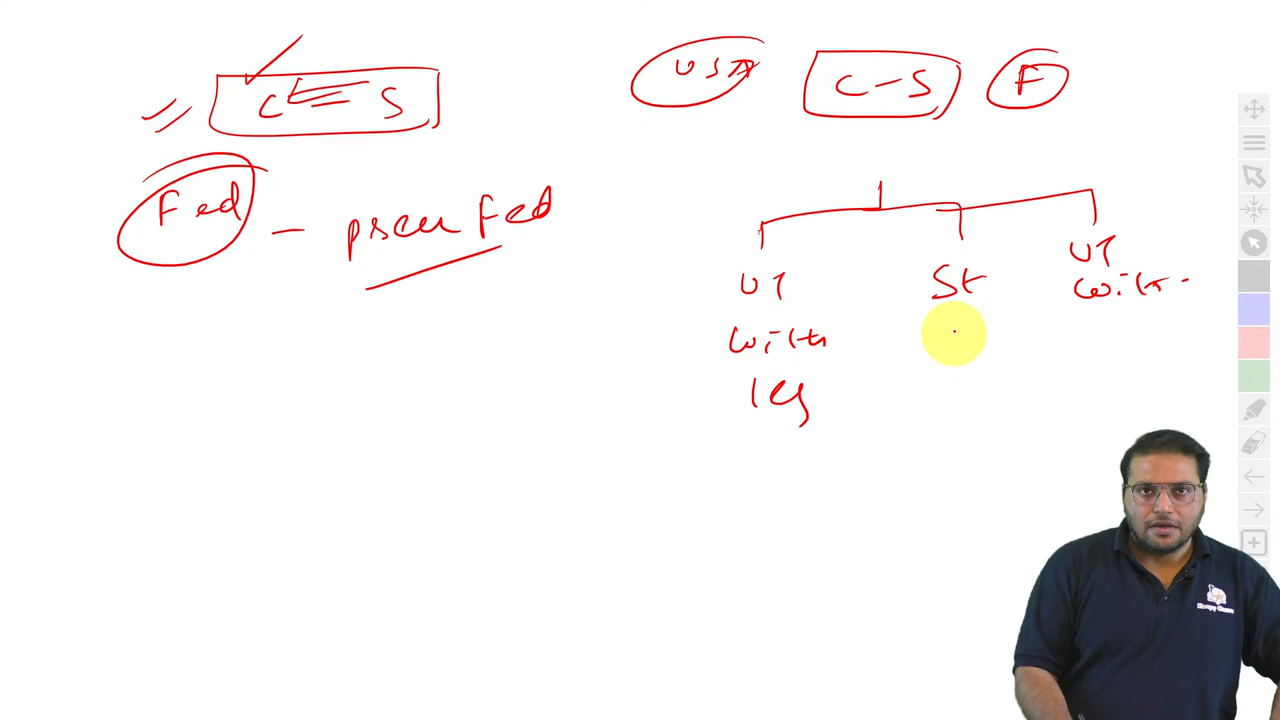 C S
Fed - pseu Fed
USA C-S F
UT St UT
with with
leg